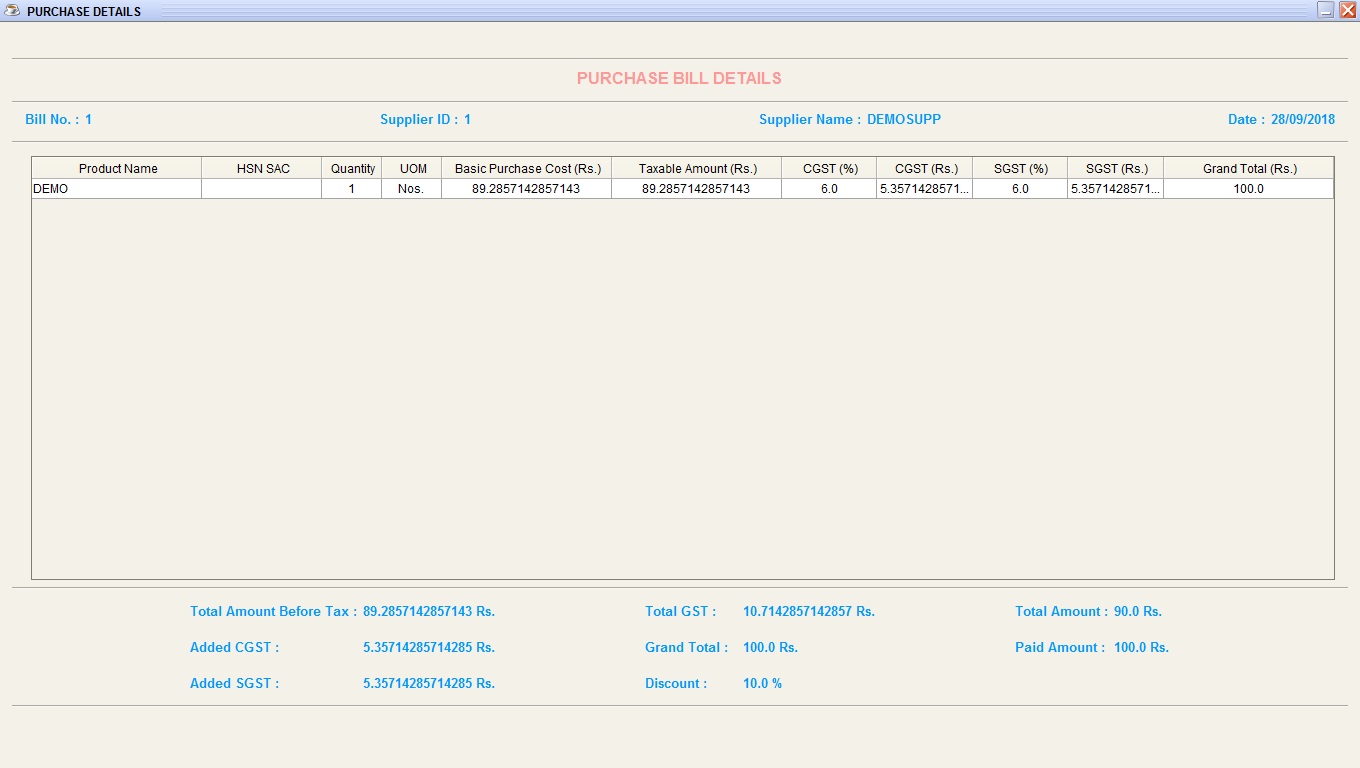 PURCHASE DETAILS
PURCHASE BILL DETAILS
Bill No. : 1 Supplier ID : 1 Supplier Name : DEMOSUPP Date : 28/09/2018
Product Name HSN SAC Quantity UOM Basic Purchase Cost (Rs.) Taxable Amount (Rs.) CGST (%) CGST (Rs.) SGST (%) SGST (Rs.) Grand Total (Rs.)
DEMO 1 Nos. 89.2857142857143 89.2857142857143 6.0 5.3571428571... 6.0 5.3571428571... 100.0
Total Amount Before Tax : 89.2857142857143 Rs. Total GST : 10.7142857142857 Rs. Total Amount : 90.0 Rs.
Added CGST : 5.35714285714285 Rs. Grand Total : 100.0 Rs. Paid Amount : 100.0 Rs.
Added SGST : 5.35714285714285 Rs. Discount : 10.0 %